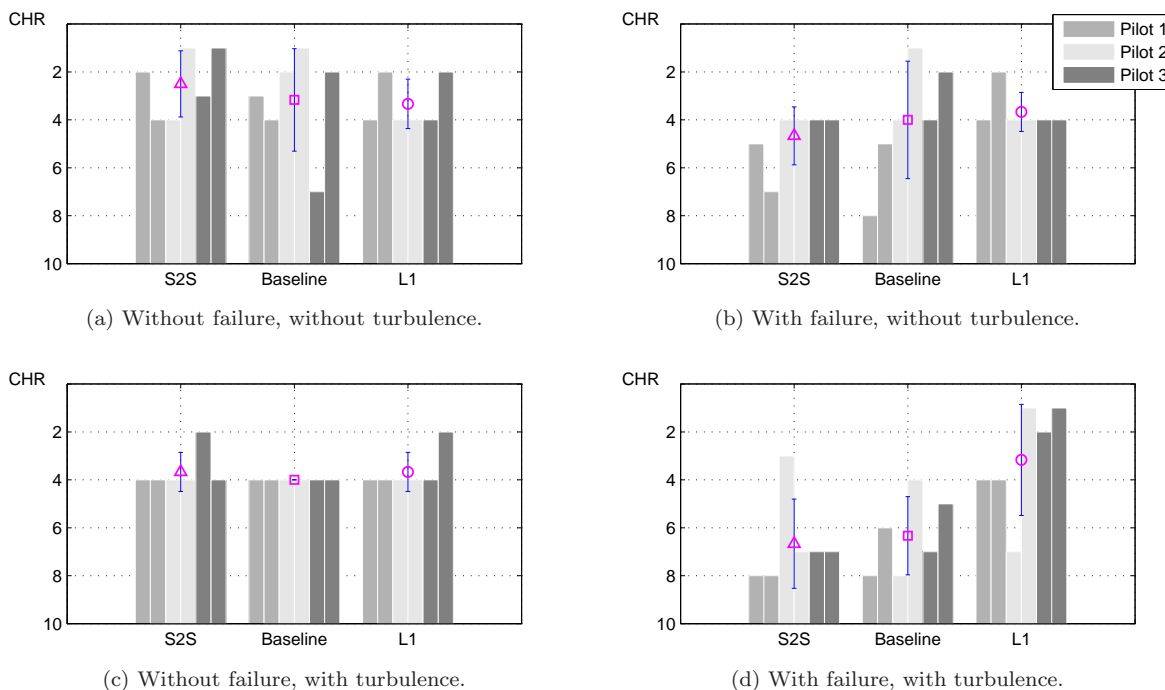 CHR
2
4
6
8
10
S2S Baseline L1
(a) Without failure, without turbulence.
CHR
2
4
6
8
10
S2S Baseline L1
Pilot 1
Pilot 2
Pilot 3
(b) With failure, without turbulence.
CHR
2
4
6
8
10
S2S Baseline L1
(c) Without failure, with turbulence.
CHR
2
4
6
8
10
S2S Baseline L1
(d) With failure, with turbulence.